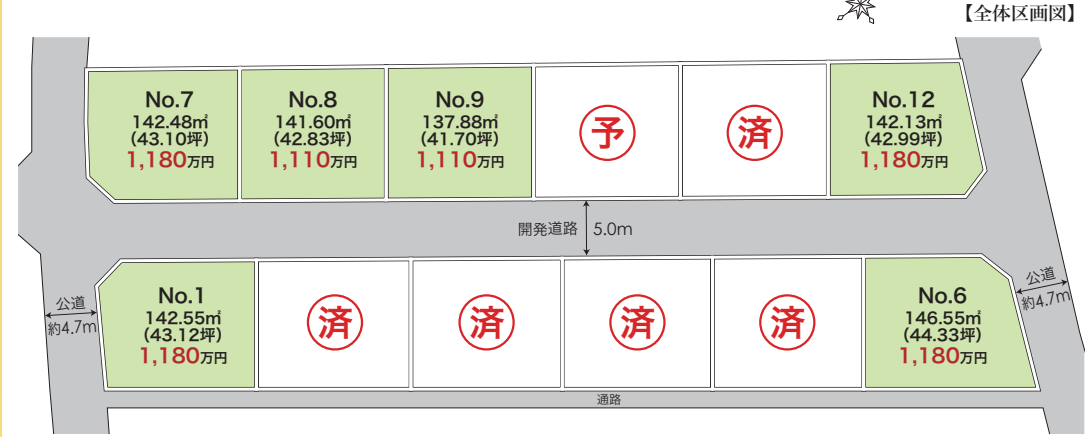 【全体区画図】
No.7
142.48㎡
(43.10坪)
1,180万円
No.8
141.60㎡
(42.83坪)
1,110万円
No.9
137.88㎡
(41.70坪)
1,110万円
予
済
No.12
142.13㎡
(42.99坪)
1,180万円
開発道路 5.0m
公道
約4.7m
No.1
142.55㎡
(43.12坪)
1,180万円
済
済
済
済
No.6
146.55㎡
(44.33坪)
1,180万円
公道
約4.7m
通路